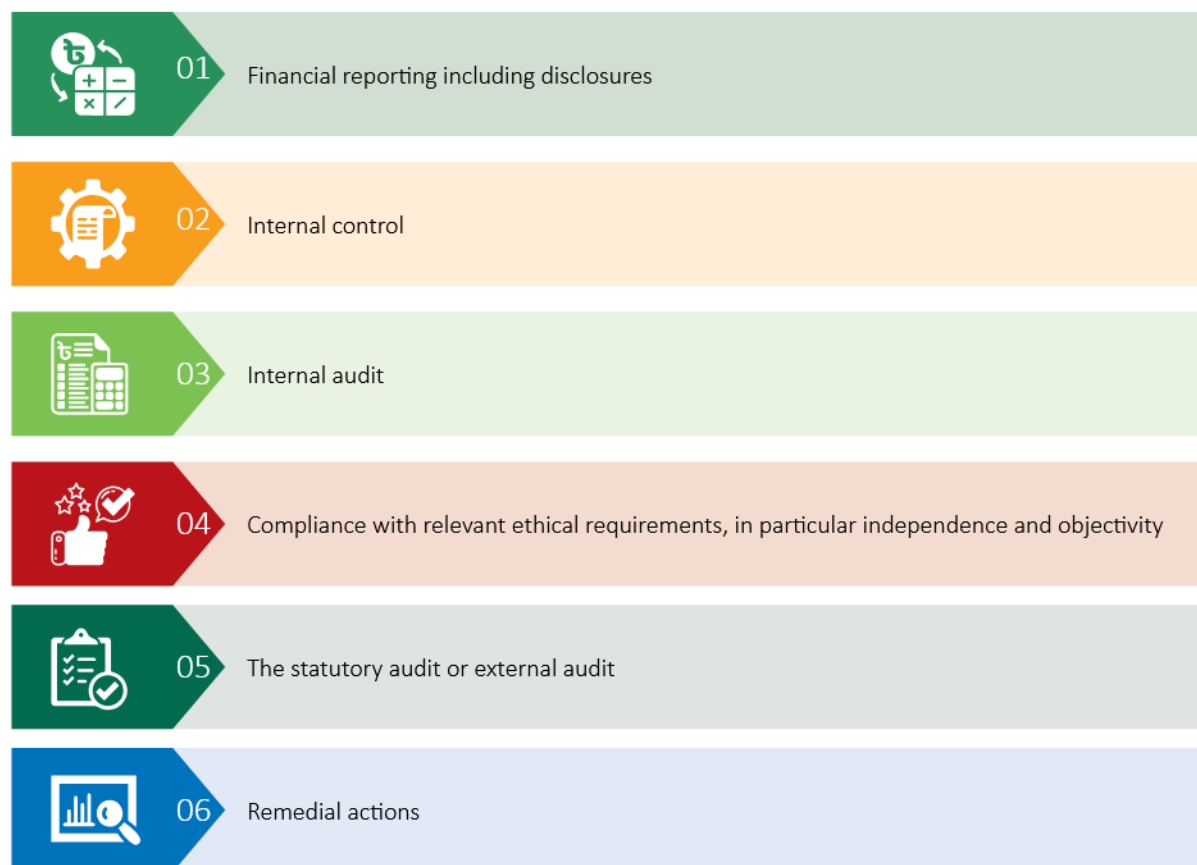 01 Financial reporting including disclosures
02 Internal control
৳
03 Internal audit
04 Compliance with relevant ethical requirements, in particular independence and objectivity
05 The statutory audit or external audit
06 Remedial actions